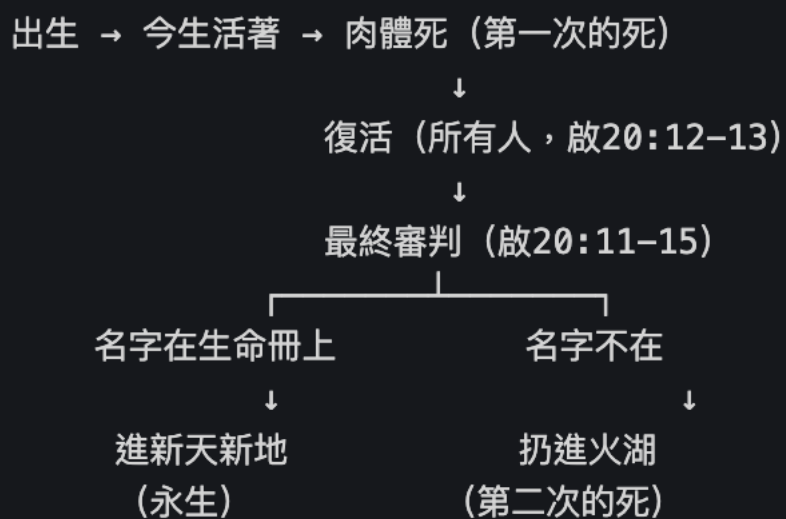 出生 → 今生活著 → 肉體死（第一次的死）
↓
復活（所有人，啟20:12–13）
↓
最終審判（啟20:11–15）
名字在生命冊上 名字不在
↓ ↓
進新天新地 扔進火湖
（永生） （第二次的死）